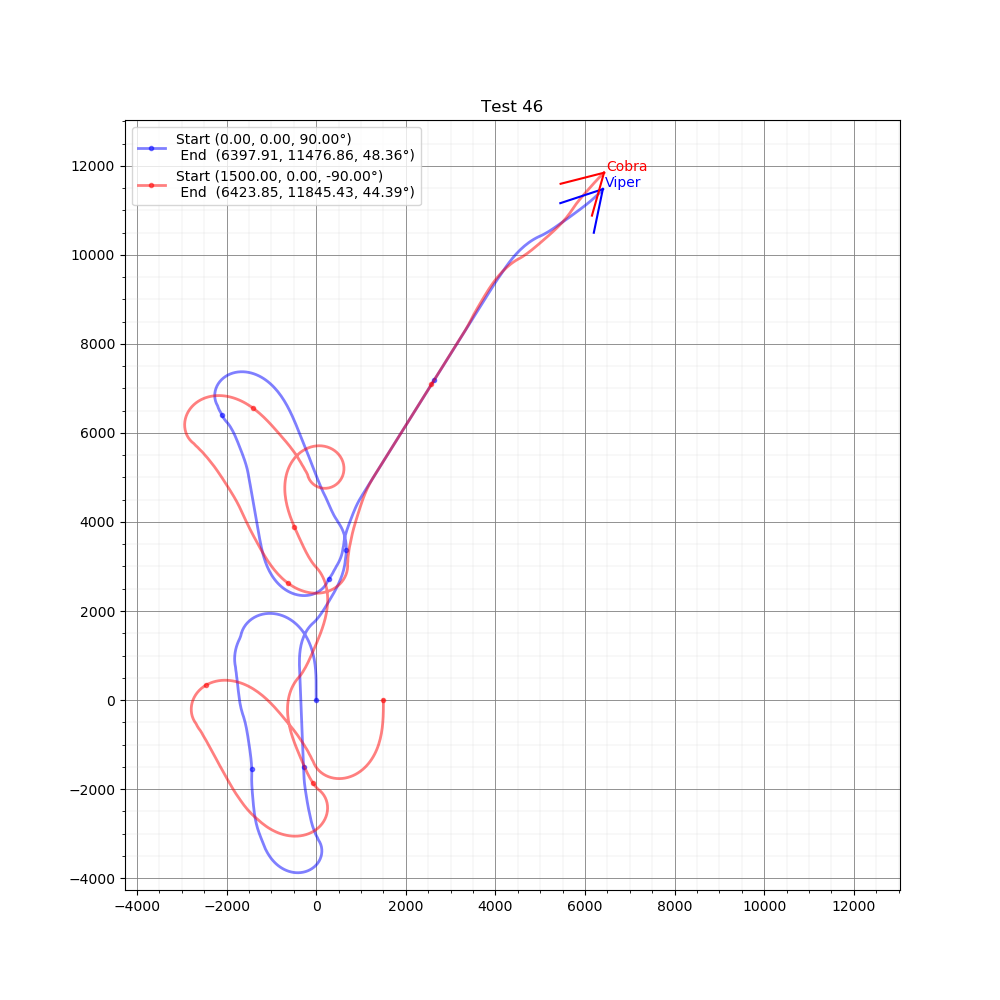 Test 46
Start (0.00, 0.00, 90.00°)
End  (6397.91, 11476.86, 48.36°)
Start (1500.00, 0.00, -90.00°)
End  (6423.85, 11845.43, 44.39°)
Cobra
Viper
12000
10000
8000
6000
4000
2000
0
−2000
−4000
−4000 −2000 0 2000 4000 6000 8000 10000 12000